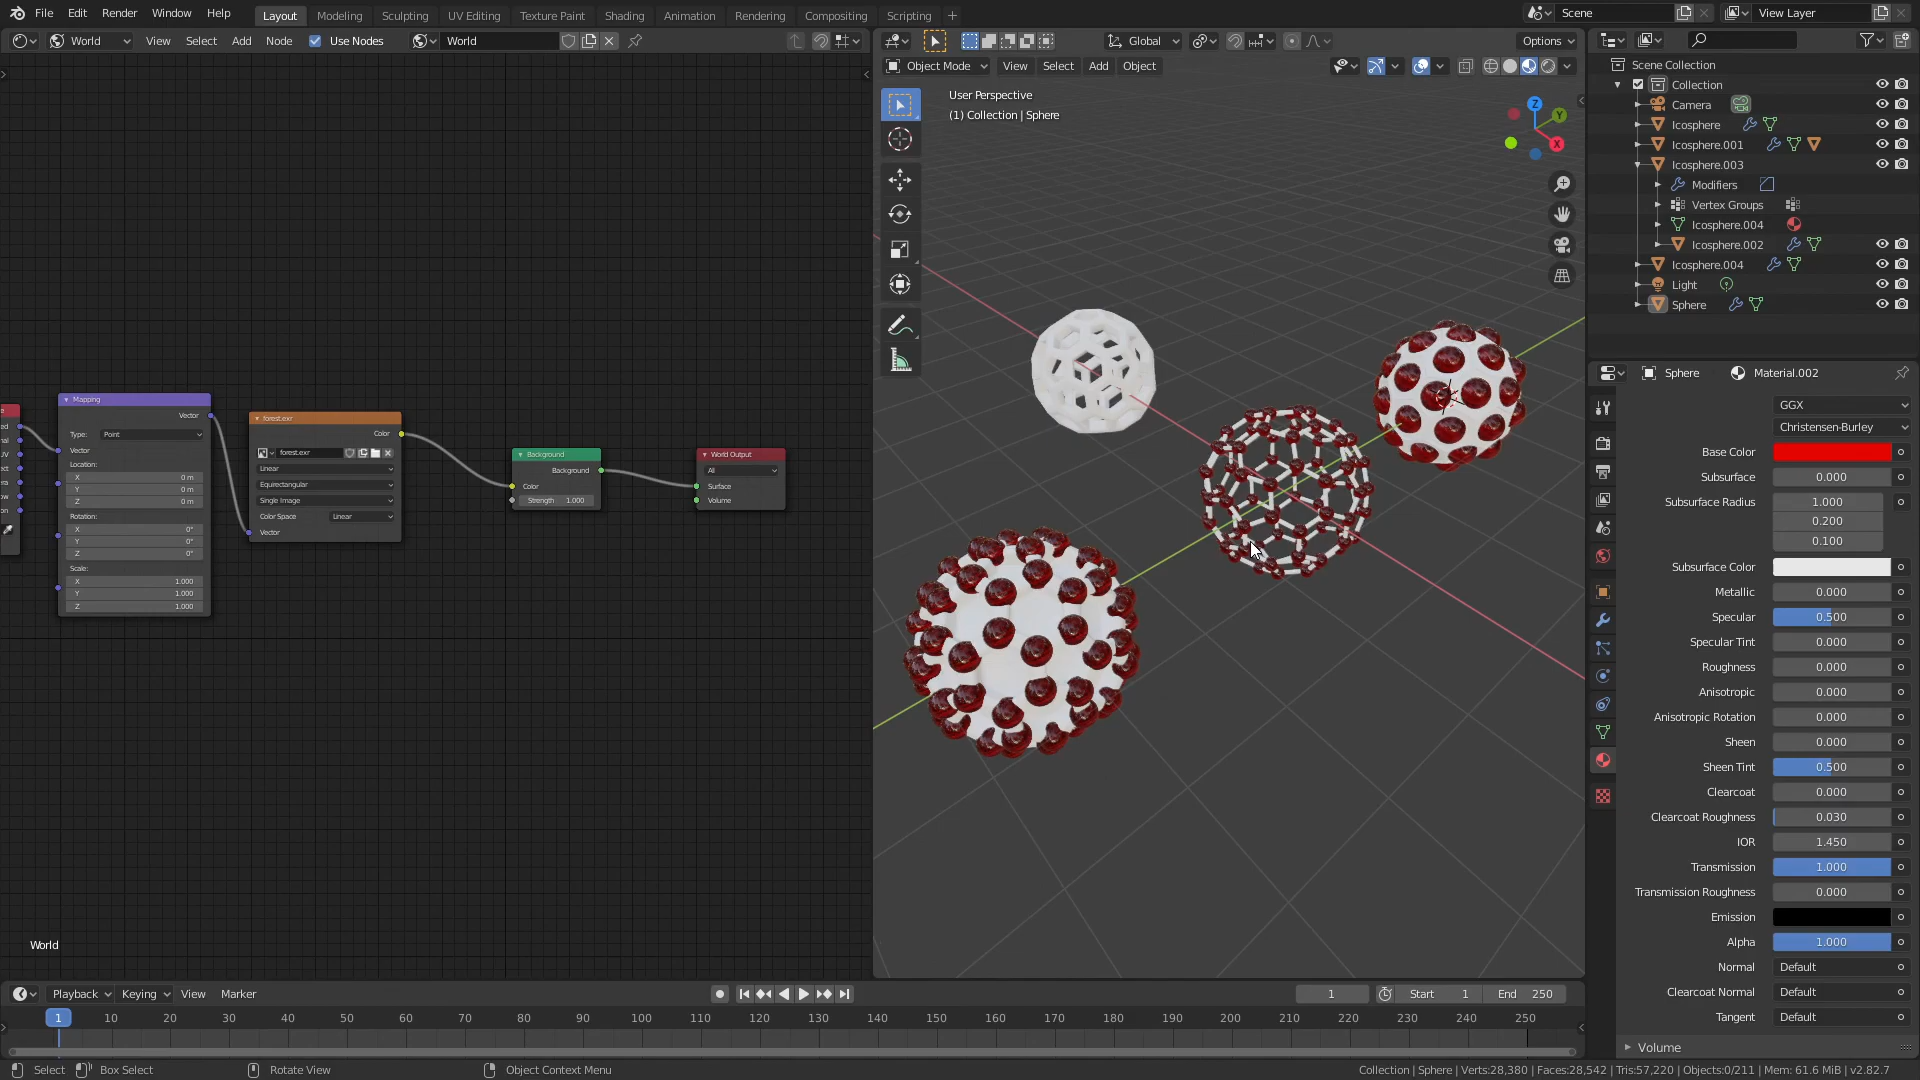 File Edit Render Window Help
Layout Modeling Sculpting UV Editing Texture Paint Shading Animation Rendering Compositing Scripting +
Scene
View Layer
World View Select Add Node Use Nodes World
Global
Options
Object Mode View Select Add Object
User Perspective
(1) Collection | Sphere
Z
Y
X
Scene Collection
Collection
Camera
Icosphere
Icosphere.001
Icosphere.003
Modifiers
Vertex Groups
Icosphere.004
Icosphere.002
Icosphere.004
Light
Sphere
Mapping
Vector
Type: Point
Vector
Location:
X 0 m
Y 0 m
Z 0 m
Rotation:
X 0°
Y 0°
Z 0°
Scale:
X 1.000
Y 1.000
Z 1.000
forest.exr
Color
forest.exr
Linear
Equirectangular
Single Image
Color Space Linear
Vector
Background
Background
Color
Strength 1.000
World Output
All
Surface
Volume
World
Sphere Material.002
GGX
Christensen-Burley
Base Color
Subsurface 0.000
Subsurface Radius 1.000
0.200
0.100
Subsurface Color
Metallic 0.000
Specular 0.500
Specular Tint 0.000
Roughness 0.000
Anisotropic 0.000
Anisotropic Rotation 0.000
Sheen 0.000
Sheen Tint 0.500
Clearcoat 0.000
Clearcoat Roughness 0.030
IOR 1.450
Transmission 1.000
Transmission Roughness 0.000
Emission
Alpha 1.000
Normal Default
Clearcoat Normal Default
Tangent Default
Volume
Playback Keying View Marker
1 Start 1 End 250
1 10 20 30 40 50 60 70 80 90 100 110 120 130 140 150 160 170 180 190 200 210 220 230 240 250
Select Box Select Rotate View Object Context Menu
Collection | Sphere | Verts:28,380 | Faces:28,542 | Tris:57,220 | Objects:0/211 | Mem: 61.6 MiB | v2.82.7